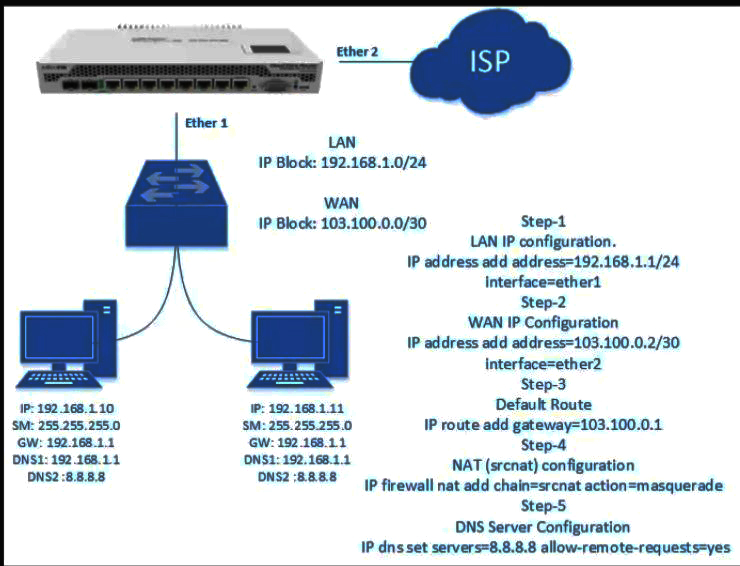 Ether 2
ISP
Ether 1
LAN
IP Block: 192.168.1.0/24
WAN
IP Block: 103.100.0.0/30
Step-1
LAN IP configuration.
IP address add address=192.168.1.1/24
interface=ether1
Step-2
WAN IP Configuration
IP address add address=103.100.0.2/30
interface=ether2
Step-3
Default Route
IP route add gateway=103.100.0.1
Step-4
NAT (srcnat) configuration
IP firewall nat add chain=srcnat action=masquerade
Step-5
DNS Server Configuration
IP dns set servers=8.8.8.8 allow-remote-requests=yes
IP: 192.168.1.10
SM: 255.255.255.0
GW: 192.168.1.1
DNS1: 192.168.1.1
DNS2 :8.8.8.8
IP: 192.168.1.11
SM: 255.255.255.0
GW: 192.168.1.1
DNS1: 192.168.1.1
DNS2 :8.8.8.8